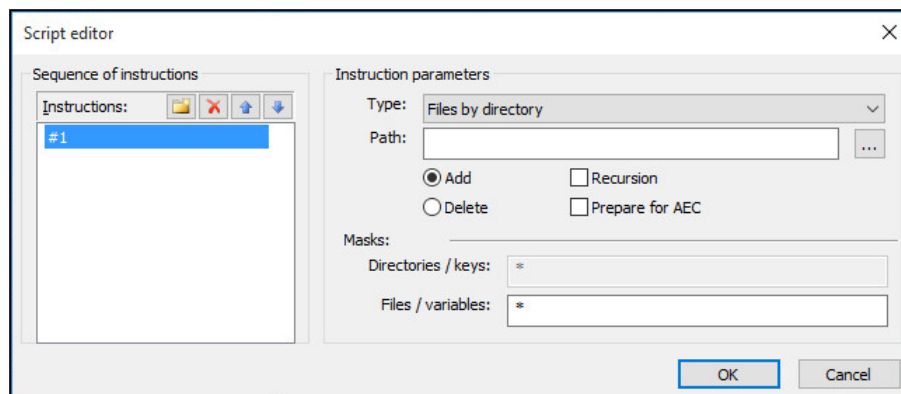 Script editor
Sequence of instructions
Instructions:
#1
Instruction parameters
Type: Files by directory
Path: ...
Add Recursion
Delete Prepare for AEC
Masks:
Directories / keys: *
Files / variables: *
OK Cancel